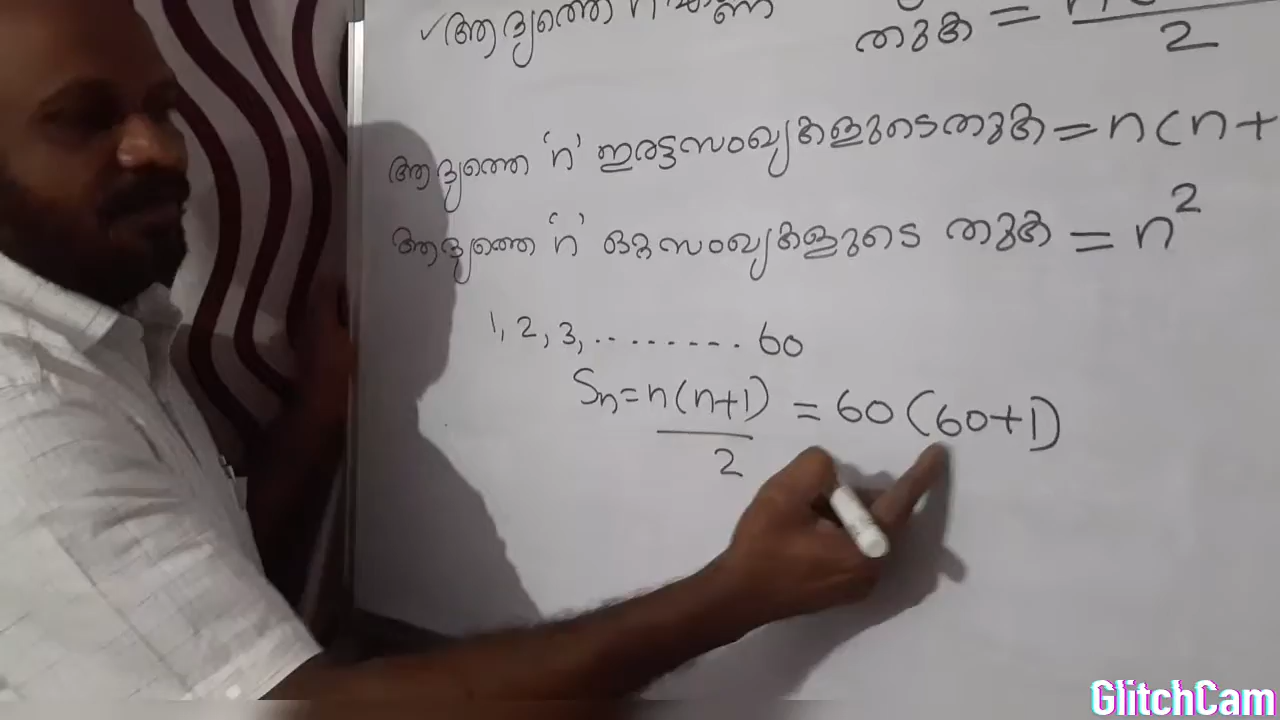 ✓ആദ്യത്തെ n
തുക = 2
ആദ്യത്തെ 'n' ഇരട്ടസംഖ്യകളുടെ തുക = n(n+
ആദ്യത്തെ 'n' ഒറ്റസംഖ്യകളുടെ തുക = n²
1, 2, 3, ........ 60
Sn = n(n+1) = 60(60+1)
2
GlitchCam